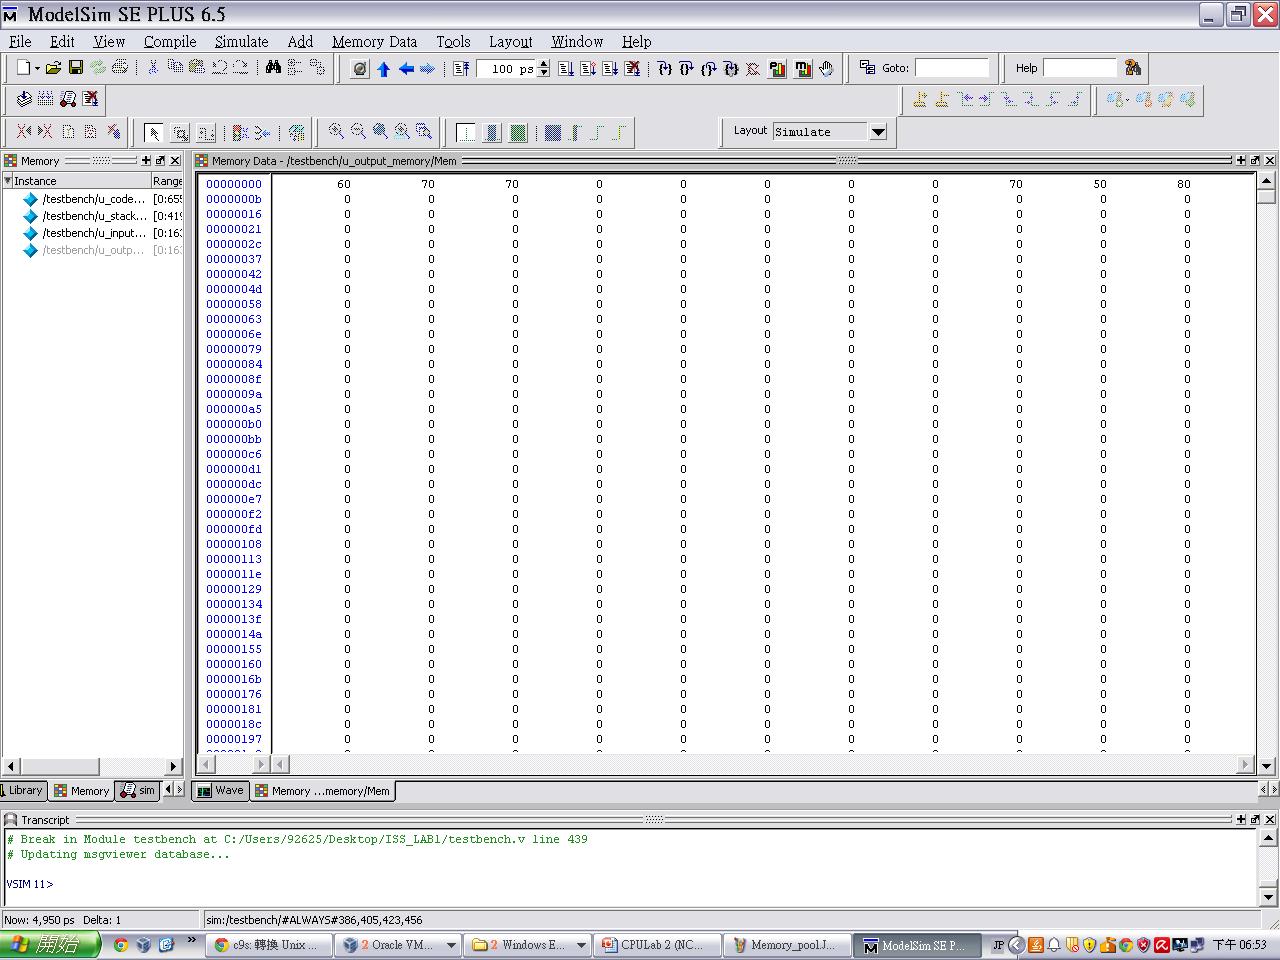 ModelSim SE PLUS 6.5
File Edit View Compile Simulate Add Memory Data Tools Layout Window Help
100 ps Goto: Help
Layout Simulate
Memory
Memory Data - /testbench/u_output_memory/Mem
Instance Range
/testbench/u_code... [0:655
/testbench/u_stack... [0:419
/testbench/u_input... [0:163
/testbench/u_outp... [0:163
00000000 60 70 70 0 0 0 0 0 70 50 80
0000000b 0 0 0 0 0 0 0 0 0 0 0
00000016 0 0 0 0 0 0 0 0 0 0 0
00000021 0 0 0 0 0 0 0 0 0 0 0
0000002c 0 0 0 0 0 0 0 0 0 0 0
00000037 0 0 0 0 0 0 0 0 0 0 0
00000042 0 0 0 0 0 0 0 0 0 0 0
0000004d 0 0 0 0 0 0 0 0 0 0 0
00000058 0 0 0 0 0 0 0 0 0 0 0
00000063 0 0 0 0 0 0 0 0 0 0 0
0000006e 0 0 0 0 0 0 0 0 0 0 0
00000079 0 0 0 0 0 0 0 0 0 0 0
00000084 0 0 0 0 0 0 0 0 0 0 0
0000008f 0 0 0 0 0 0 0 0 0 0 0
0000009a 0 0 0 0 0 0 0 0 0 0 0
000000a5 0 0 0 0 0 0 0 0 0 0 0
000000b0 0 0 0 0 0 0 0 0 0 0 0
000000bb 0 0 0 0 0 0 0 0 0 0 0
000000c6 0 0 0 0 0 0 0 0 0 0 0
000000d1 0 0 0 0 0 0 0 0 0 0 0
000000dc 0 0 0 0 0 0 0 0 0 0 0
000000e7 0 0 0 0 0 0 0 0 0 0 0
000000f2 0 0 0 0 0 0 0 0 0 0 0
000000fd 0 0 0 0 0 0 0 0 0 0 0
00000108 0 0 0 0 0 0 0 0 0 0 0
00000113 0 0 0 0 0 0 0 0 0 0 0
0000011e 0 0 0 0 0 0 0 0 0 0 0
00000129 0 0 0 0 0 0 0 0 0 0 0
00000134 0 0 0 0 0 0 0 0 0 0 0
0000013f 0 0 0 0 0 0 0 0 0 0 0
0000014a 0 0 0 0 0 0 0 0 0 0 0
00000155 0 0 0 0 0 0 0 0 0 0 0
00000160 0 0 0 0 0 0 0 0 0 0 0
0000016b 0 0 0 0 0 0 0 0 0 0 0
00000176 0 0 0 0 0 0 0 0 0 0 0
00000181 0 0 0 0 0 0 0 0 0 0 0
0000018c 0 0 0 0 0 0 0 0 0 0 0
00000197 0 0 0 0 0 0 0 0 0 0 0
Library Memory sim Wave Memory ...memory/Mem
Transcript
# Break in Module testbench at C:/Users/92625/Desktop/ISS_LAB1/testbench.v line 439
# Updating msgviewer database...
VSIM 11>
Now: 4,950 ps Delta: 1 sim:/testbench/#ALWAYS#386,405,423,456
開始 c9s: 轉換 Unix ... 2 Oracle VM... 2 Windows E... CPULab 2 (NC... Memory_pool.J... ModelSim SE P... JP 下午 06:53